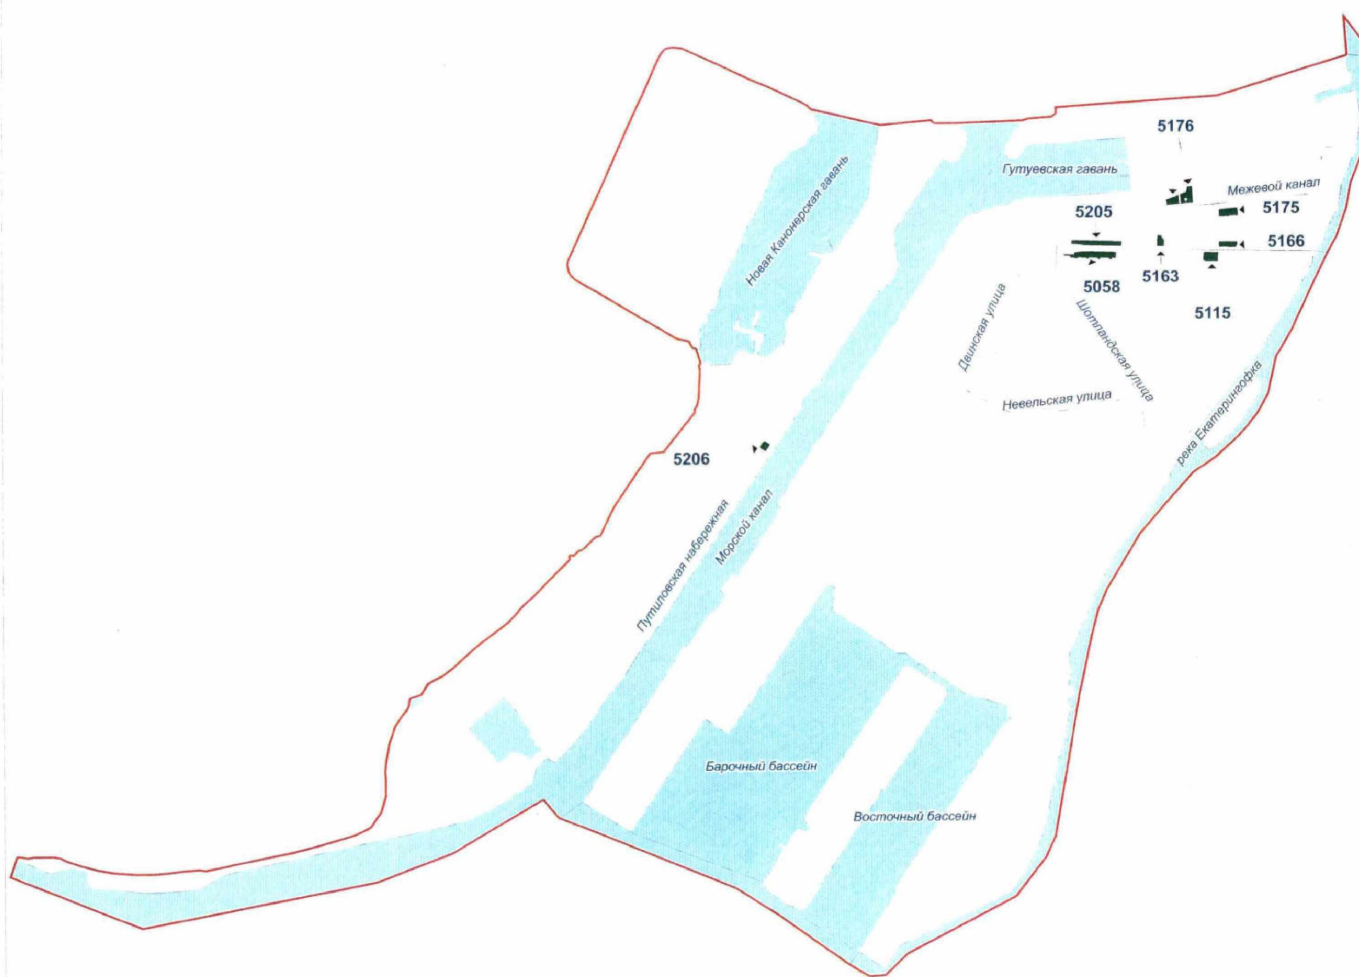 5176
Гутуевская гавань
Межевой канал
Новая Канонерская гавань
5205
5175
5166
5163
5058
5115
Двинская улица
Шотландская улица
Невельская улица
река Екатерингофка
5206
Путиловская набережная
Морской канал
Барочный бассейн
Восточный бассейн